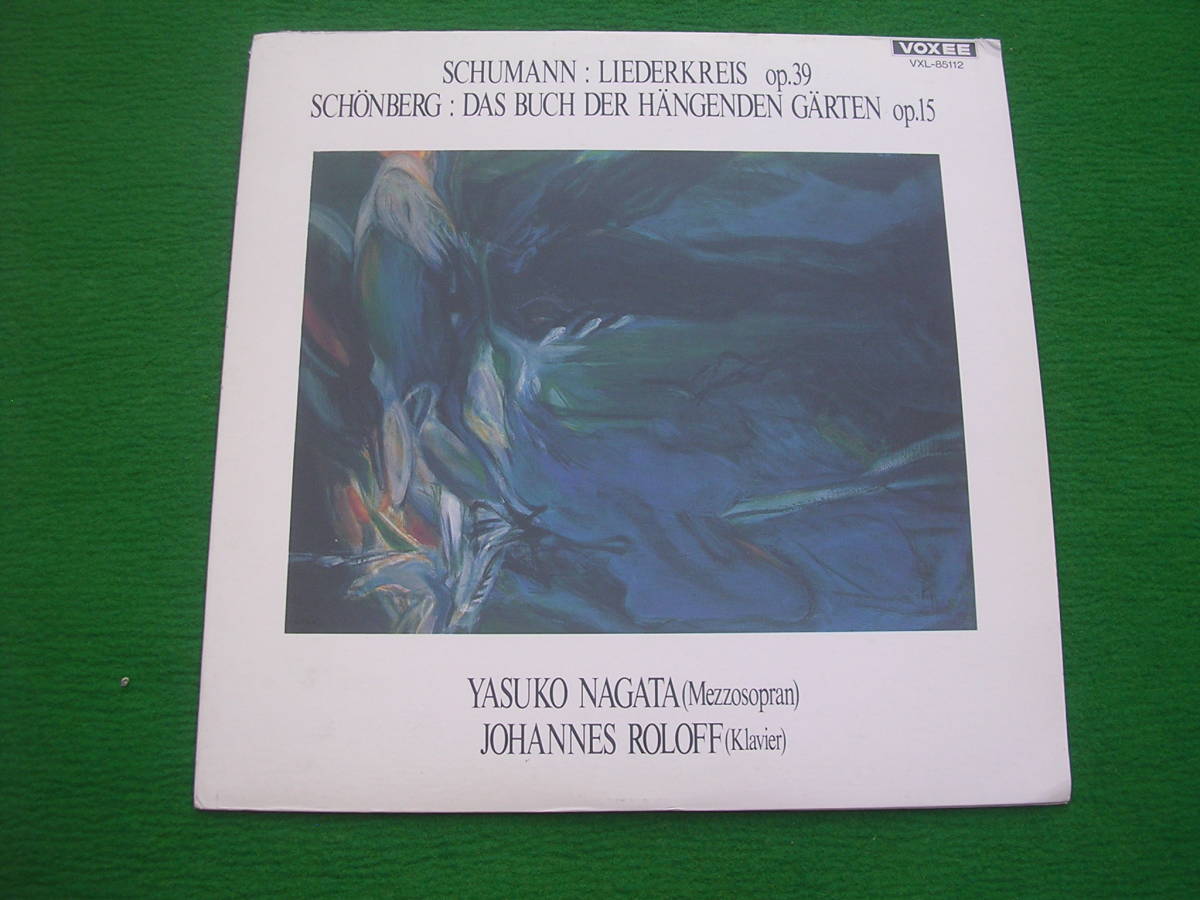 VOXEE
VXL-85112
SCHUMANN : LIEDERKREIS op.39
SCHÖNBERG : DAS BUCH DER HÄNGENDEN GÄRTEN op.15
YASUKO NAGATA (Mezzosopran)
JOHANNES ROLOFF (Klavier)